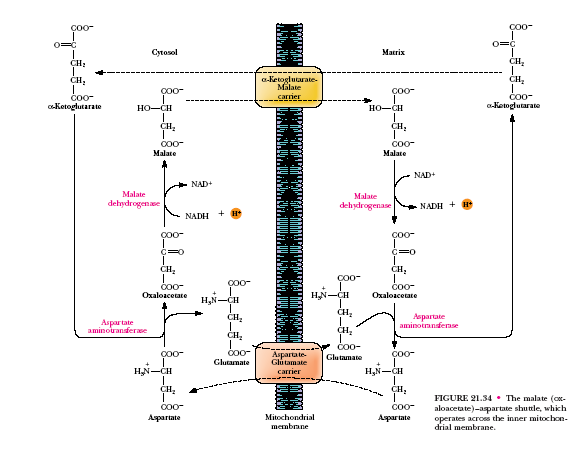 COO⁻
O=C
CH₂
CH₂
COO⁻
α-Ketoglutarate
Cytosol
Matrix
COO⁻
O=C
CH₂
CH₂
COO⁻
α-Ketoglutarate
α-Ketoglutarate-
Malate
carrier
COO⁻
HO—CH
CH₂
COO⁻
Malate
COO⁻
HO—CH
CH₂
COO⁻
Malate
Malate
dehydrogenase
NAD⁺
NADH + H⁺
Malate
dehydrogenase
NAD⁺
NADH + H⁺
COO⁻
C=O
CH₂
COO⁻
Oxaloacetate
COO⁻
C=O
CH₂
COO⁻
Oxaloacetate
Aspartate
aminotransferase
COO⁻
H₃N⁺—CH
CH₂
CH₂
COO⁻
Glutamate
COO⁻
H₃N⁺—CH
CH₂
CH₂
COO⁻
Glutamate
Aspartate
aminotransferase
Aspartate-
Glutamate
carrier
COO⁻
H₃N⁺—CH
CH₂
COO⁻
Aspartate
COO⁻
H₃N⁺—CH
CH₂
COO⁻
Aspartate
Mitochondrial
membrane
FIGURE 21.34 • The malate (ox-
aloacetate)–aspartate shuttle, which
operates across the inner mitochon-
drial membrane.